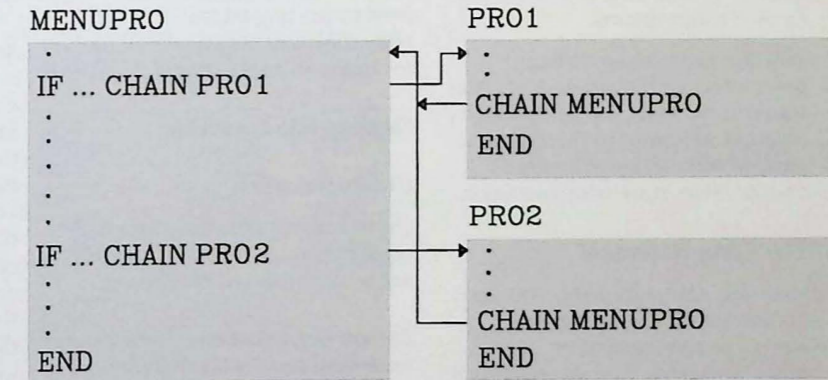 MENUPRO
.
IF ... CHAIN PRO1
.
.
.
.
.
IF ... CHAIN PRO2
.
.
.
END
PRO1
.
.
CHAIN MENUPRO
END
PRO2
.
.
.
CHAIN MENUPRO
END